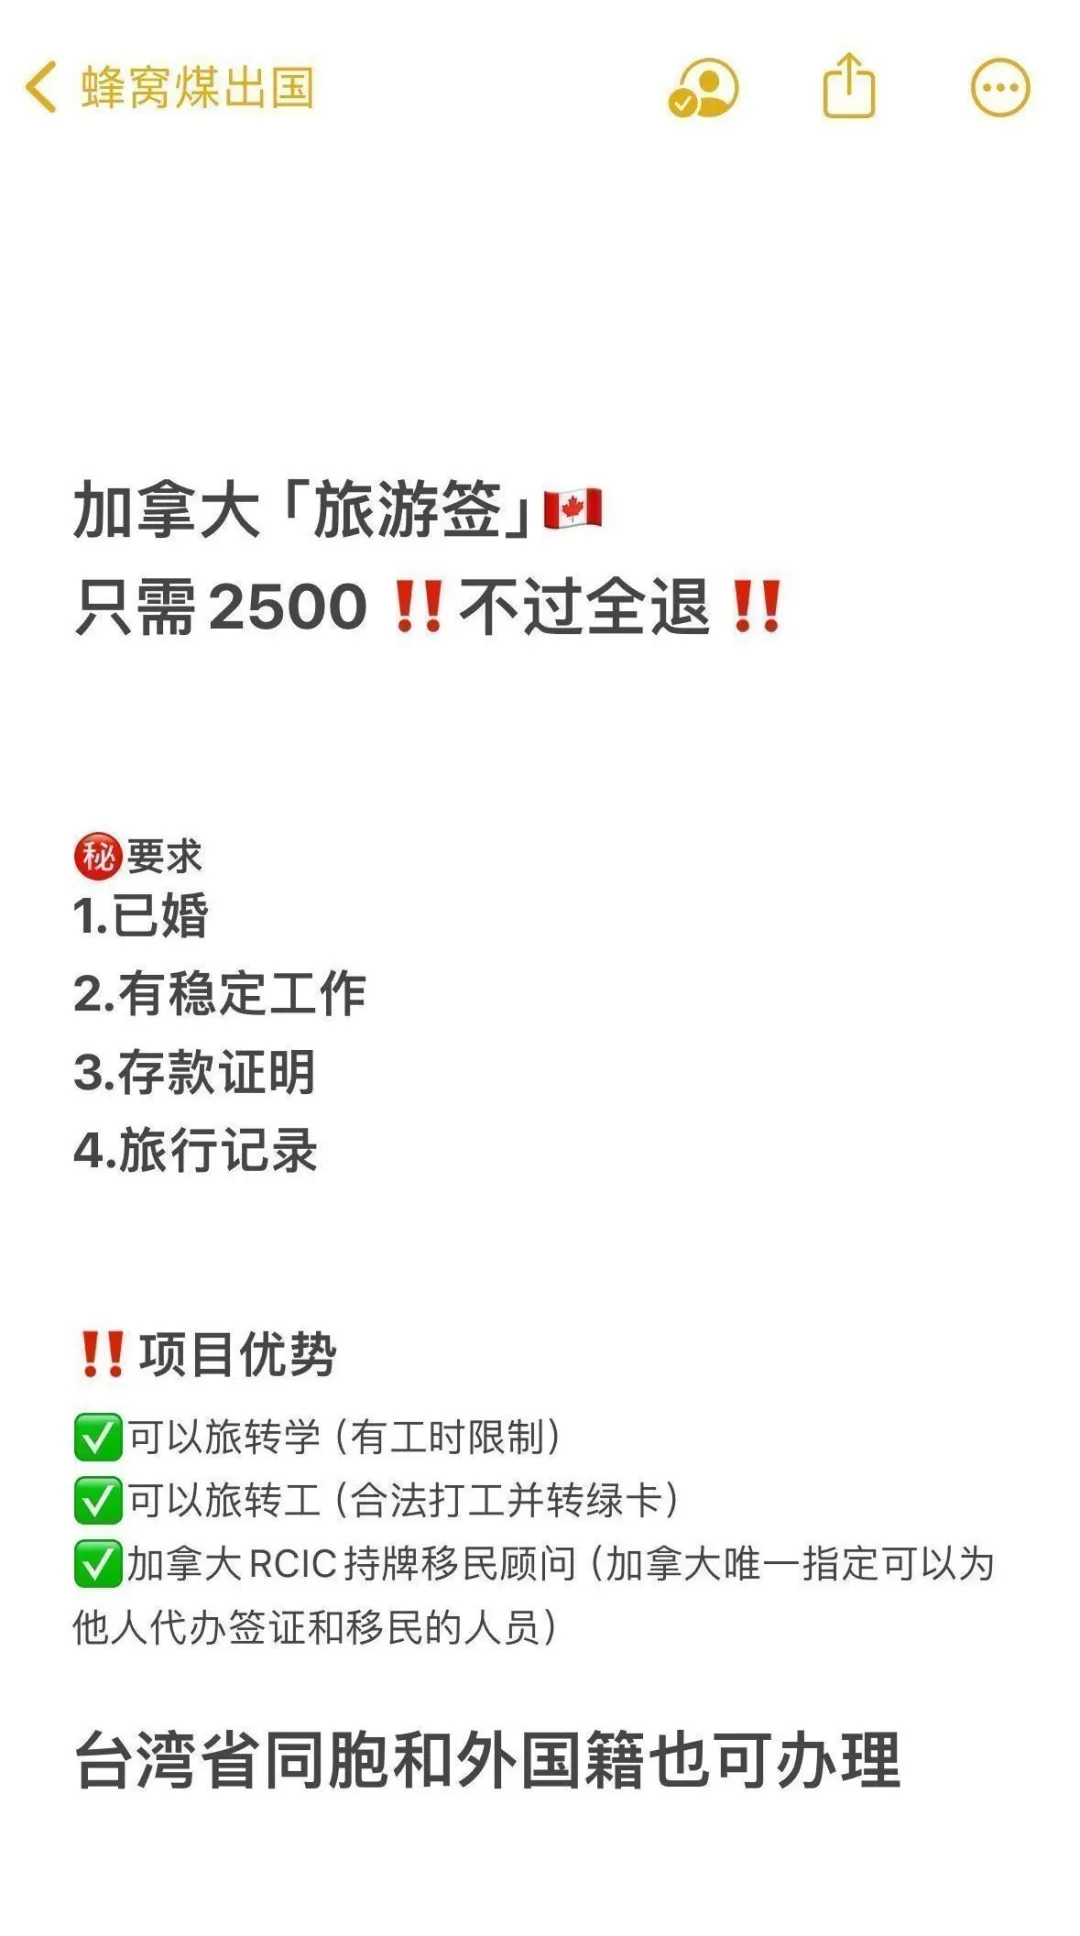 蜂窝煤出国
加拿大「旅游签」🇨🇦
只需2500 ‼️不过全退 ‼️
㊙️要求
1.已婚
2.有稳定工作
3.存款证明
4.旅行记录
‼️项目优势
✅可以旅转学（有工时限制）
✅可以旅转工（合法打工并转绿卡）
✅加拿大RCIC持牌移民顾问（加拿大唯一指定可以为
他人代办签证和移民的人员）
台湾省同胞和外国籍也可办理